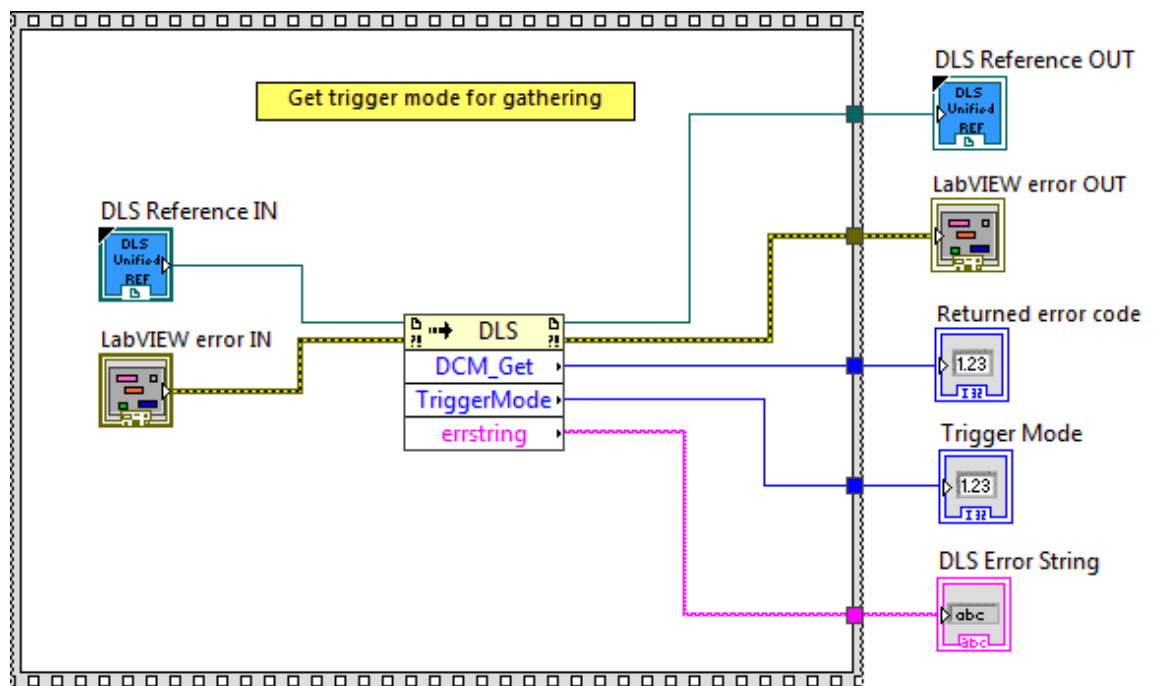 Get trigger mode for gathering
DLS Reference IN
DLS
Unified
REF
LabVIEW error IN
?!
DLS
?!
DCM_Get
TriggerMode
errstring
DLS Reference OUT
DLS
Unified
REF
LabVIEW error OUT
Returned error code
1.23
I32
Trigger Mode
1.23
I32
DLS Error String
abc
abc